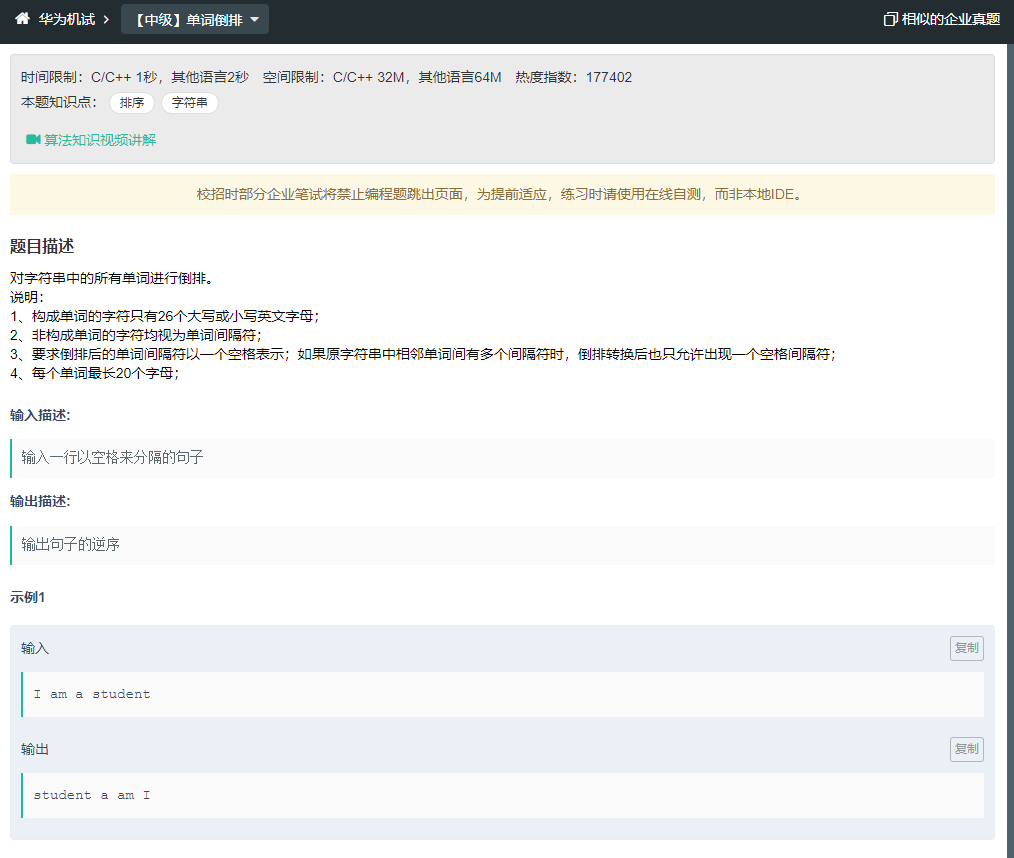 华为机试
【中级】单词倒排
相似的企业真题
时间限制：C/C++ 1秒，其他语言2秒 空间限制：C/C++ 32M，其他语言64M 热度指数：177402
本题知识点： 排序 字符串
算法知识视频讲解
校招时部分企业笔试将禁止编程题跳出页面，为提前适应，练习时请使用在线自测，而非本地IDE。
题目描述
对字符串中的所有单词进行倒排。
说明：
1、构成单词的字符只有26个大写或小写英文字母；
2、非构成单词的字符均视为单词间隔符；
3、要求倒排后的单词间隔符以一个空格表示；如果原字符串中相邻单词间有多个间隔符时，倒排转换后也只允许出现一个空格间隔符；
4、每个单词最长20个字母；
输入描述:
输入一行以空格来分隔的句子
输出描述:
输出句子的逆序
示例1
输入
复制
I am a student
输出
复制
student a am I